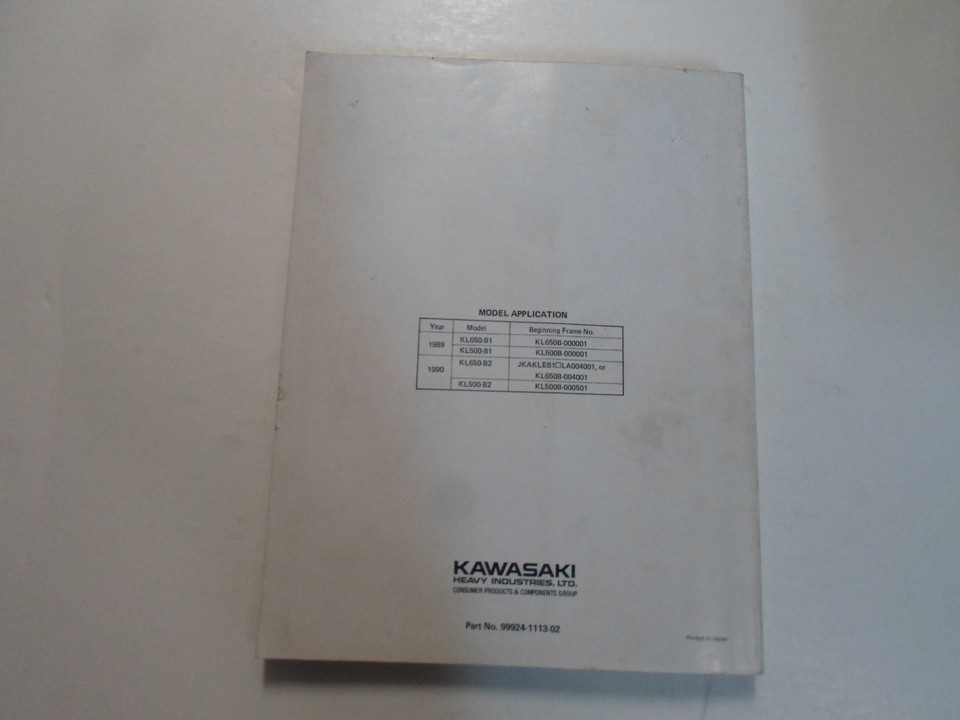 MODEL APPLICATION
Year Model Beginning Frame No.
1989 KL650-B1 KL650B-000001
KL500-B1 KL500B-000001
1990 KL650-B2 JKAKLEB1□LA004001, or
KL650B-004001
KL500-B2 KL500B-000501
KAWASAKI
HEAVY INDUSTRIES, LTD.
CONSUMER PRODUCTS & COMPONENTS GROUP
Part No. 99924-1113-02
Printed in Japan